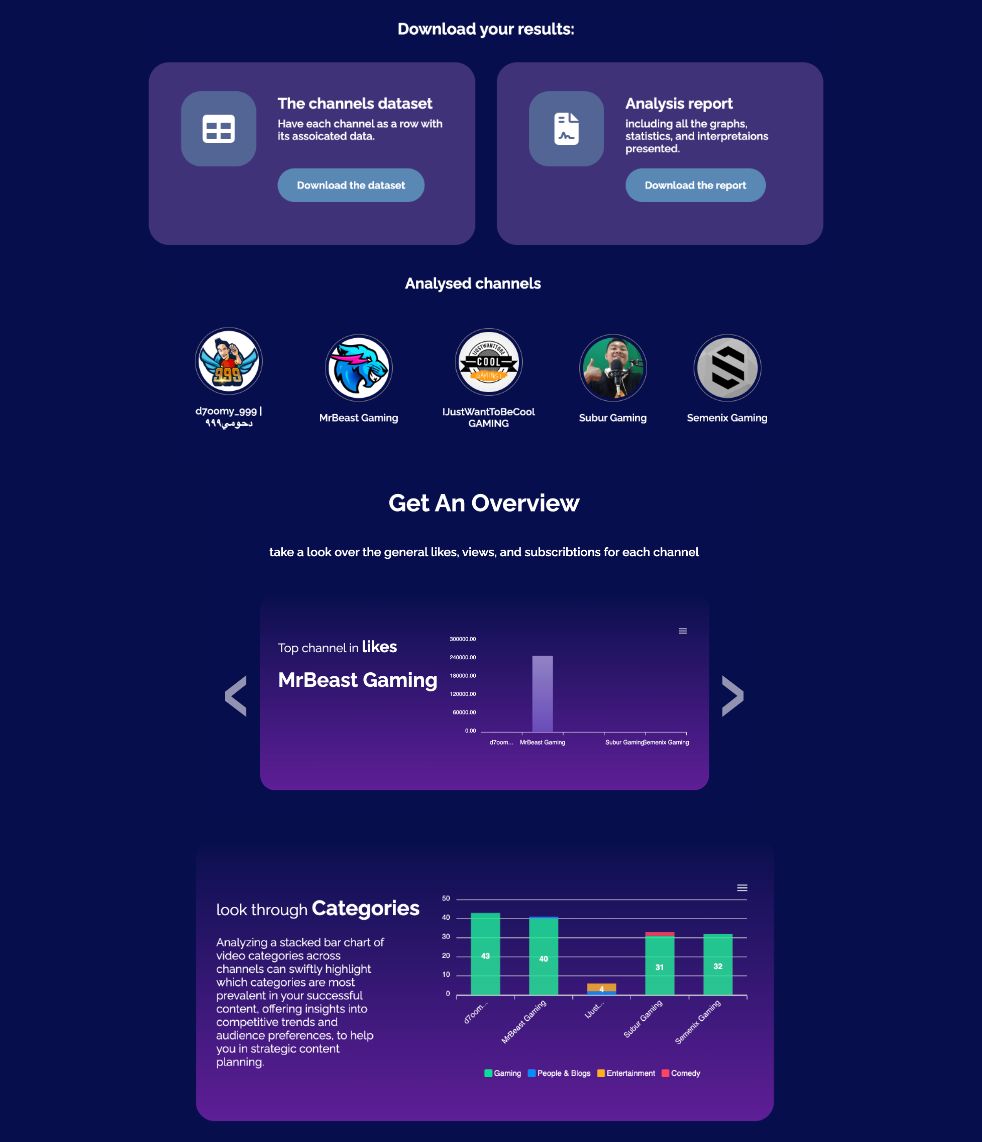 Download your results:
The channels dataset
Have each channel as a row with
its assoicated data.
Download the dataset
Analysis report
including all the graphs,
statistics, and interpretaions
presented.
Download the report
Analysed channels
999
COOL
GAMING
d7oomy_999 |
دحومي٩٩٩
MrBeast Gaming
IJustWantToBeCool
GAMING
Subur Gaming
Semenix Gaming
Get An Overview
take a look over the general likes, views, and subscribtions for each channel
Top channel in likes
MrBeast Gaming
300000.00
240000.00
180000.00
120000.00
60000.00
0.00
d7oom...
MrBeast Gaming
Subur Gaming
Semenix Gaming
<
>
look through Categories
Analyzing a stacked bar chart of
video categories across
channels can swiftly highlight
which categories are most
prevalent in your successful
content, offering insights into
competitive trends and
audience preferences, to help
you in strategic content
planning.
50
40
30
20
10
0
43
40
4
31
32
d7oom...
MrBeast Gaming
IJust...
Subur Gaming
Semenix Gaming
Gaming
People & Blogs
Entertainment
Comedy